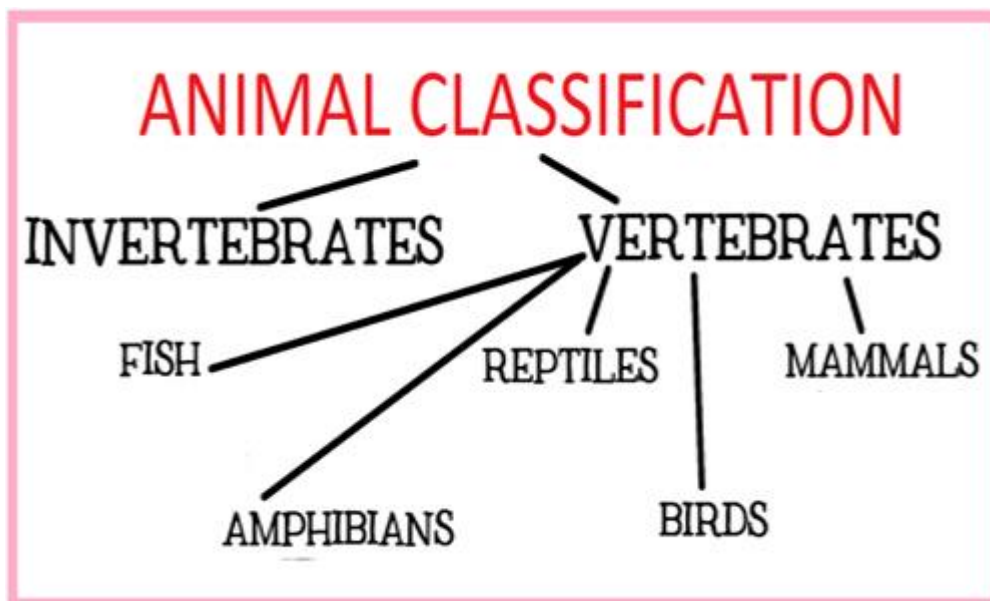 ANIMAL CLASSIFICATION
INVERTEBRATES
VERTEBRATES
FISH
REPTILES
MAMMALS
AMPHIBIANS
BIRDS